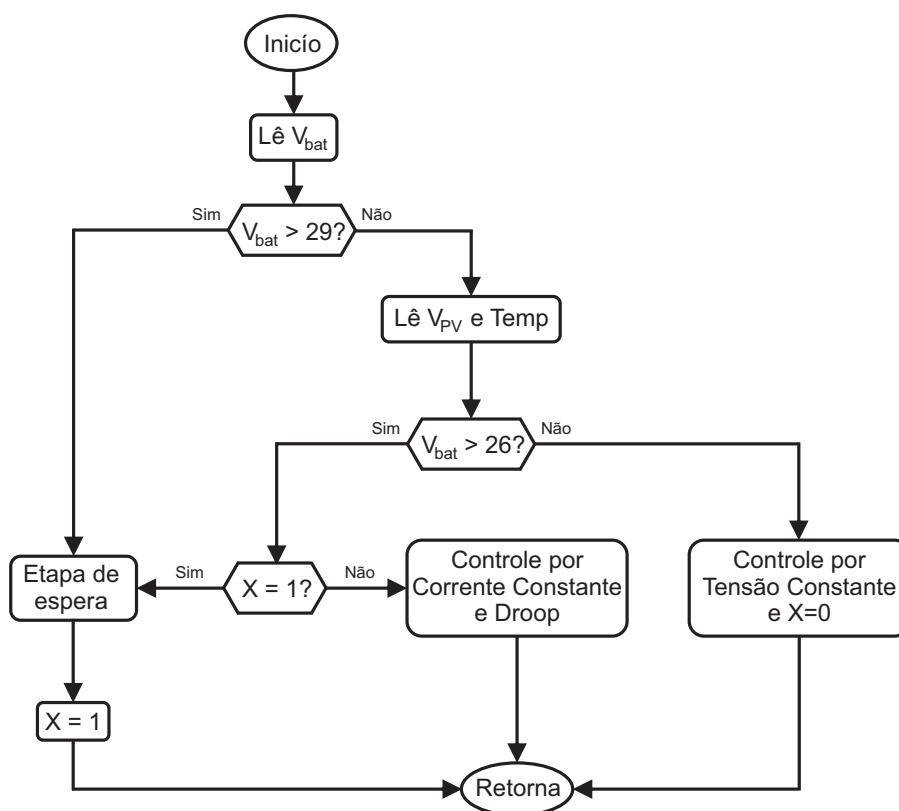 Inicío
Lê Vbat
Sim
Não
Vbat > 29?
Lê VPV e Temp
Sim
Não
Vbat > 26?
Etapa de
espera
Sim
X = 1?
Não
Controle por
Corrente Constante
e Droop
Controle por
Tensão Constante
e X=0
X = 1
Retorna